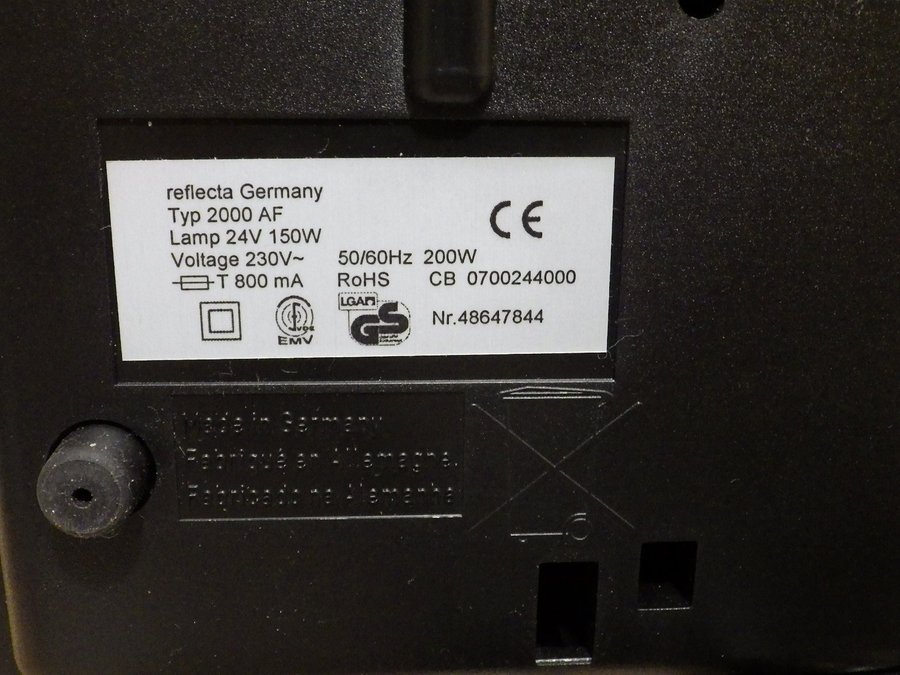 reflecta Germany
Typ 2000 AF
CE
Lamp 24V 150W
Voltage 230V~ 50/60Hz 200W
T 800 mA RoHS CB 0700244000
VDE
EMV
LGA
GS
Nr.48647844
Made in Germany
Fabriqué en Allemagne.
Fabricado na Alemanha